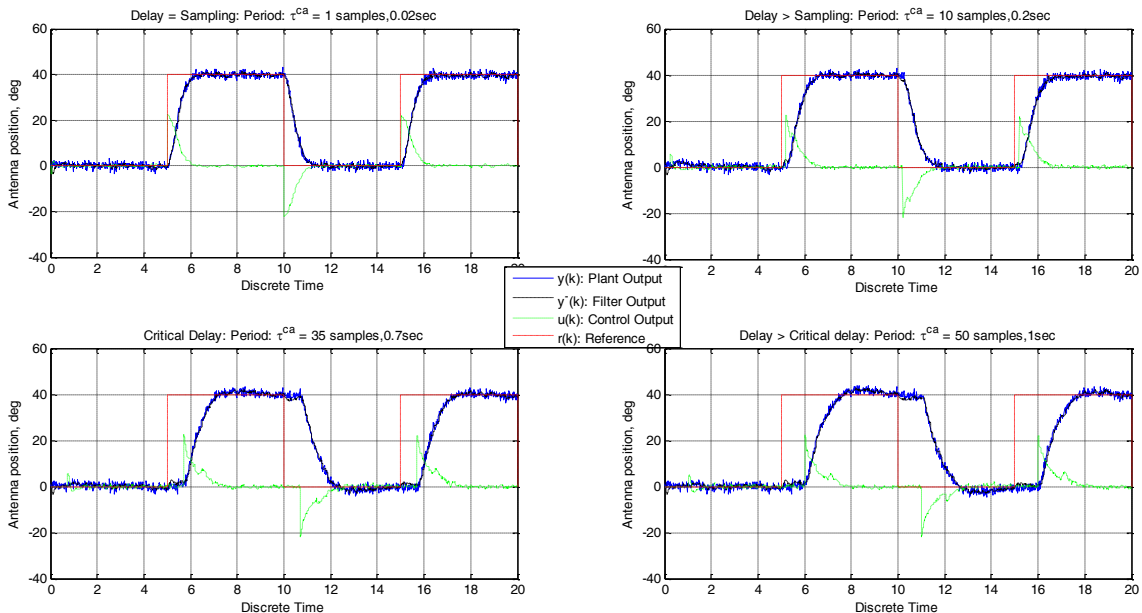 Delay = Sampling: Period: τca = 1 samples,0.02sec
60
40
20
0
-20
-40
Antenna position, deg
0 2 4 6 8 10 12 14 16 18 20
Discrete Time
Delay > Sampling: Period: τca = 10 samples,0.2sec
60
40
20
0
-20
-40
Antenna position, deg
0 2 4 6 8 10 12 14 16 18 20
Discrete Time
y(k): Plant Output
yˆ(k): Filter Output
u(k): Control Output
r(k): Reference
Critical Delay: Period: τca = 35 samples,0.7sec
60
40
20
0
-20
-40
Antenna position, deg
0 2 4 6 8 10 12 14 16 18 20
Discrete Time
Delay > Critical delay: Period: τca = 50 samples,1sec
60
40
20
0
-20
-40
Antenna position, deg
0 2 4 6 8 10 12 14 16 18 20
Discrete Time